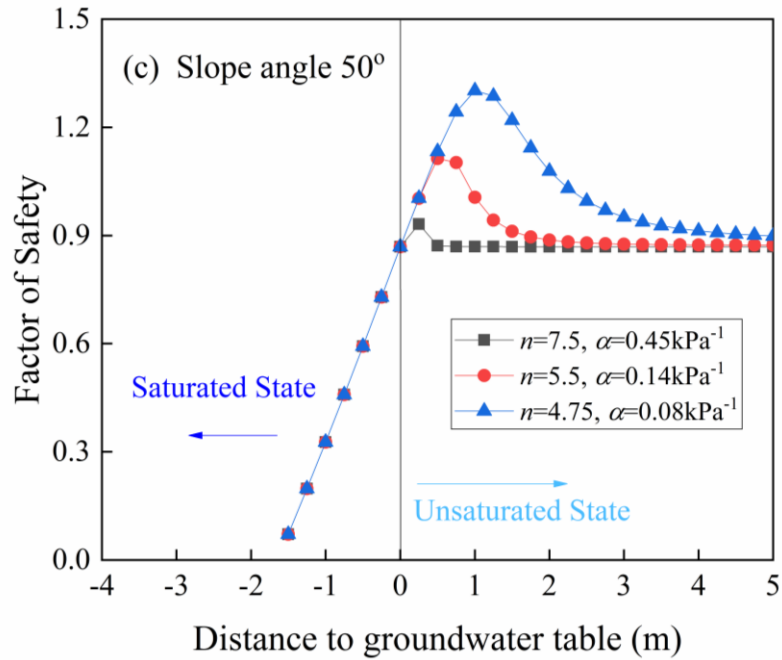 (c) Slope angle 50°
Factor of Safety
1.5
1.2
0.9
0.6
0.3
0.0
n=7.5, α=0.45kPa⁻¹
n=5.5, α=0.14kPa⁻¹
n=4.75, α=0.08kPa⁻¹
Saturated State
Unsaturated State
-4 -3 -2 -1 0 1 2 3 4 5
Distance to groundwater table (m)